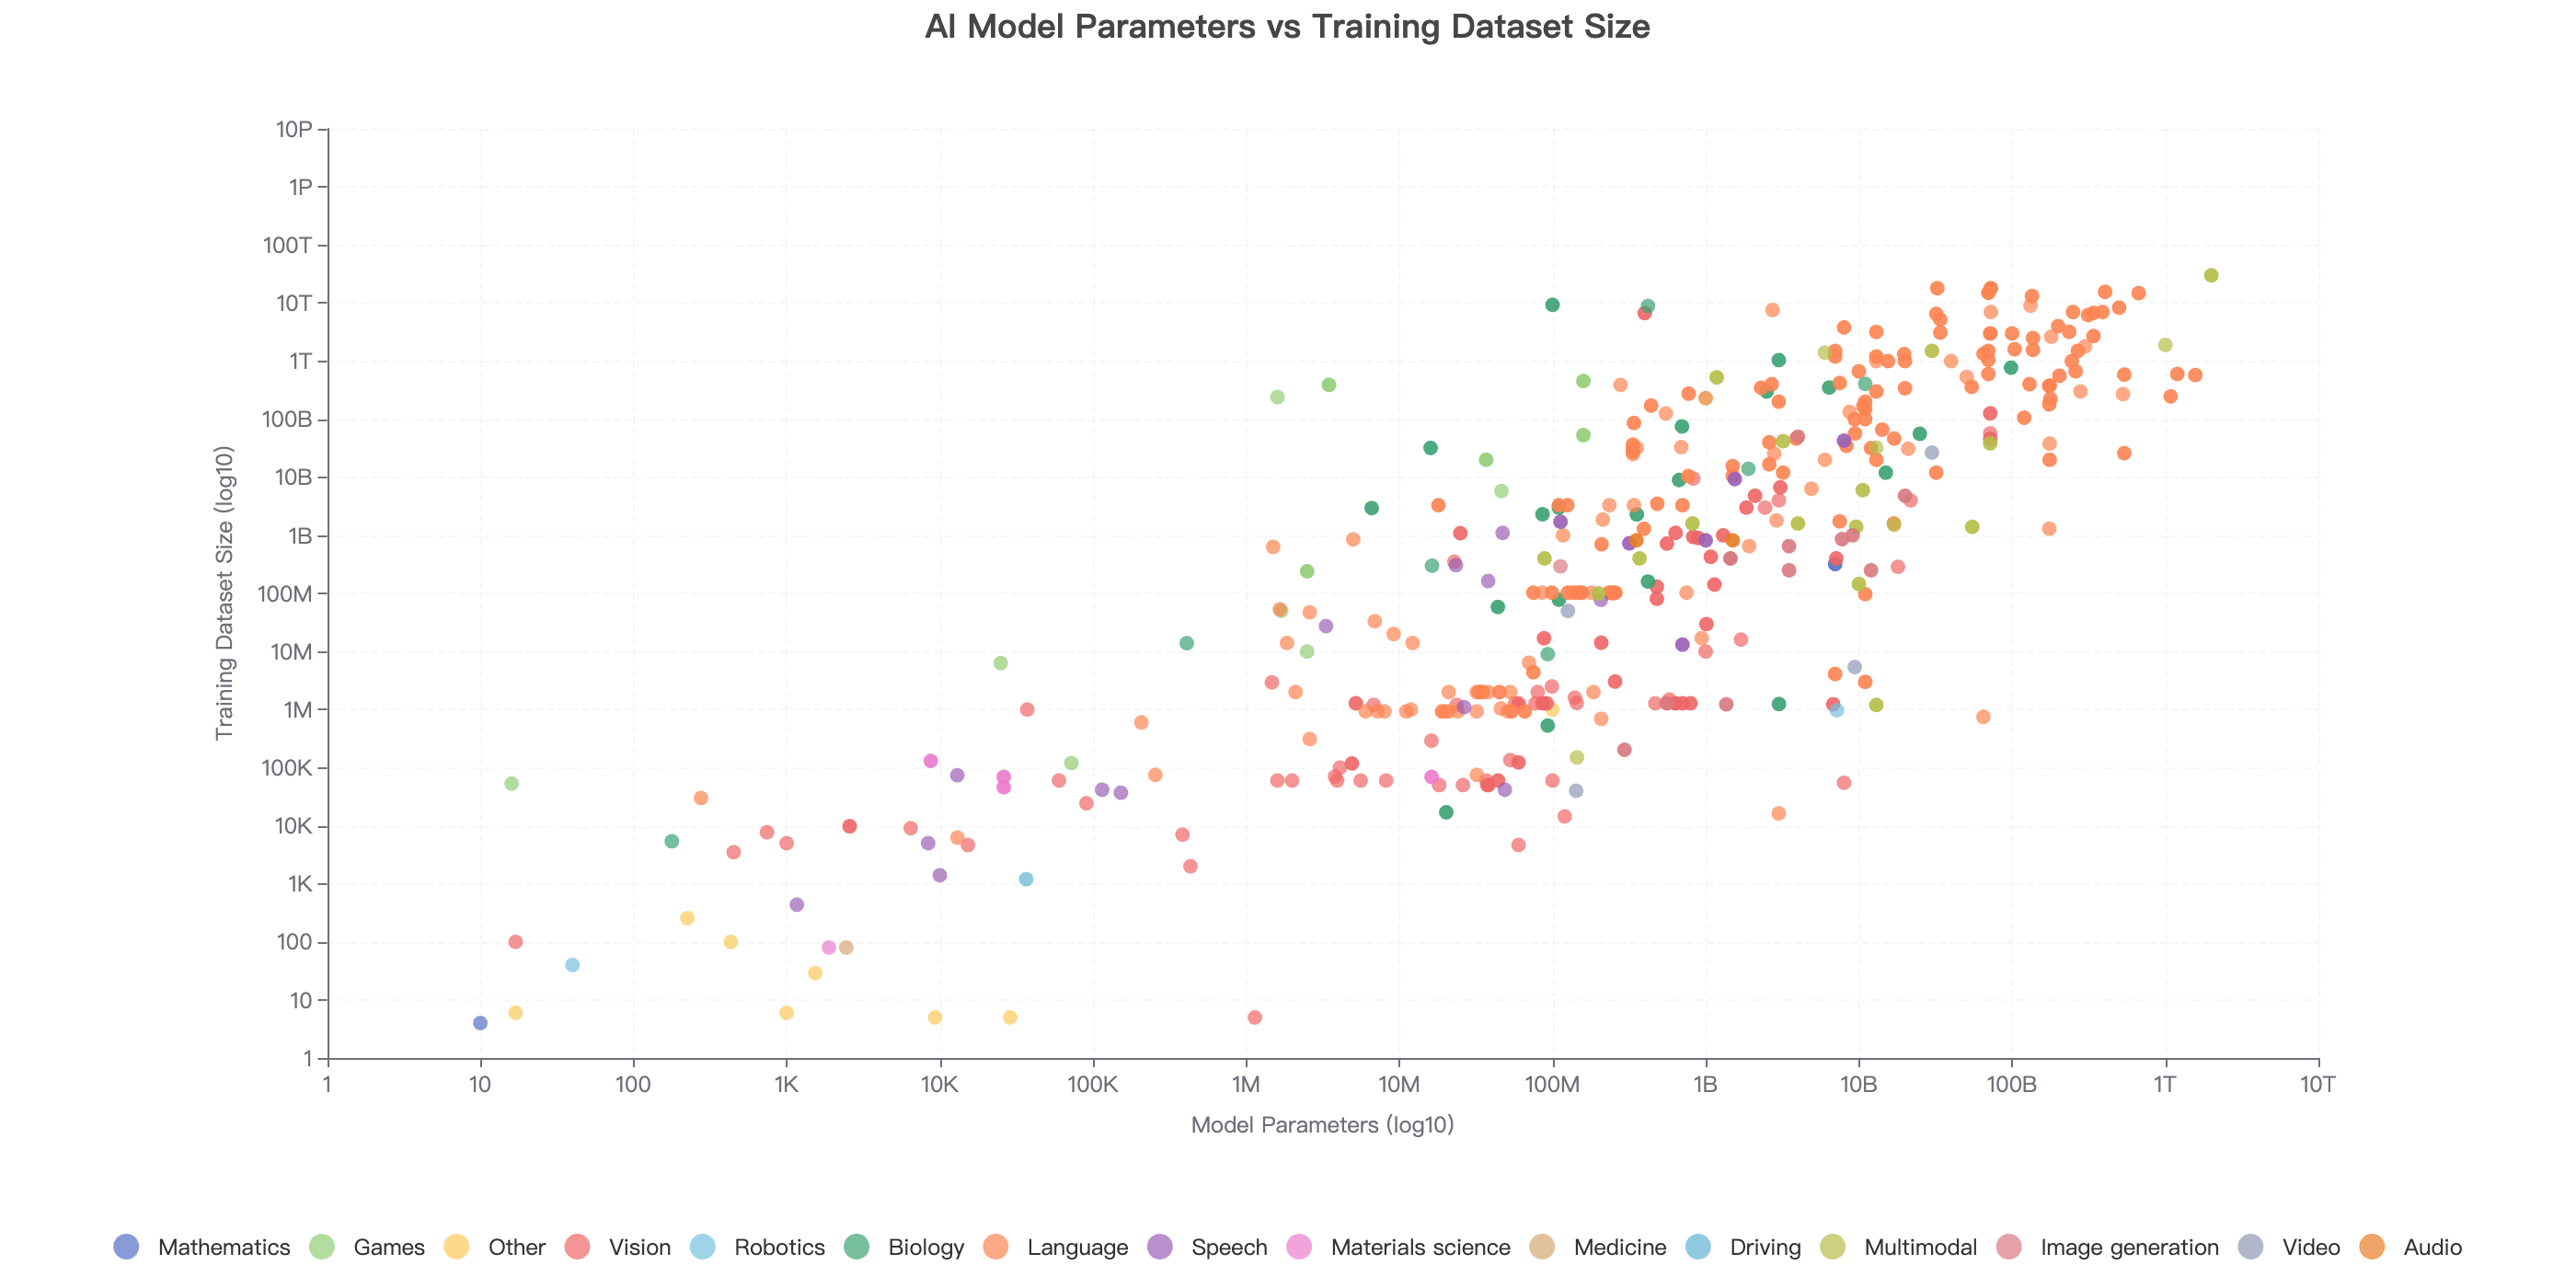 AI Model Parameters vs Training Dataset Size
10P
1P
100T
10T
1T
100B
10B
1B
100M
10M
1M
100K
10K
1K
100
10
1
Training Dataset Size (log10)
1 10 100 1K 10K 100K 1M 10M 100M 1B 10B 100B 1T 10T
Model Parameters (log10)
Mathematics Games Other Vision Robotics Biology Language Speech Materials science Medicine Driving Multimodal Image generation Video Audio